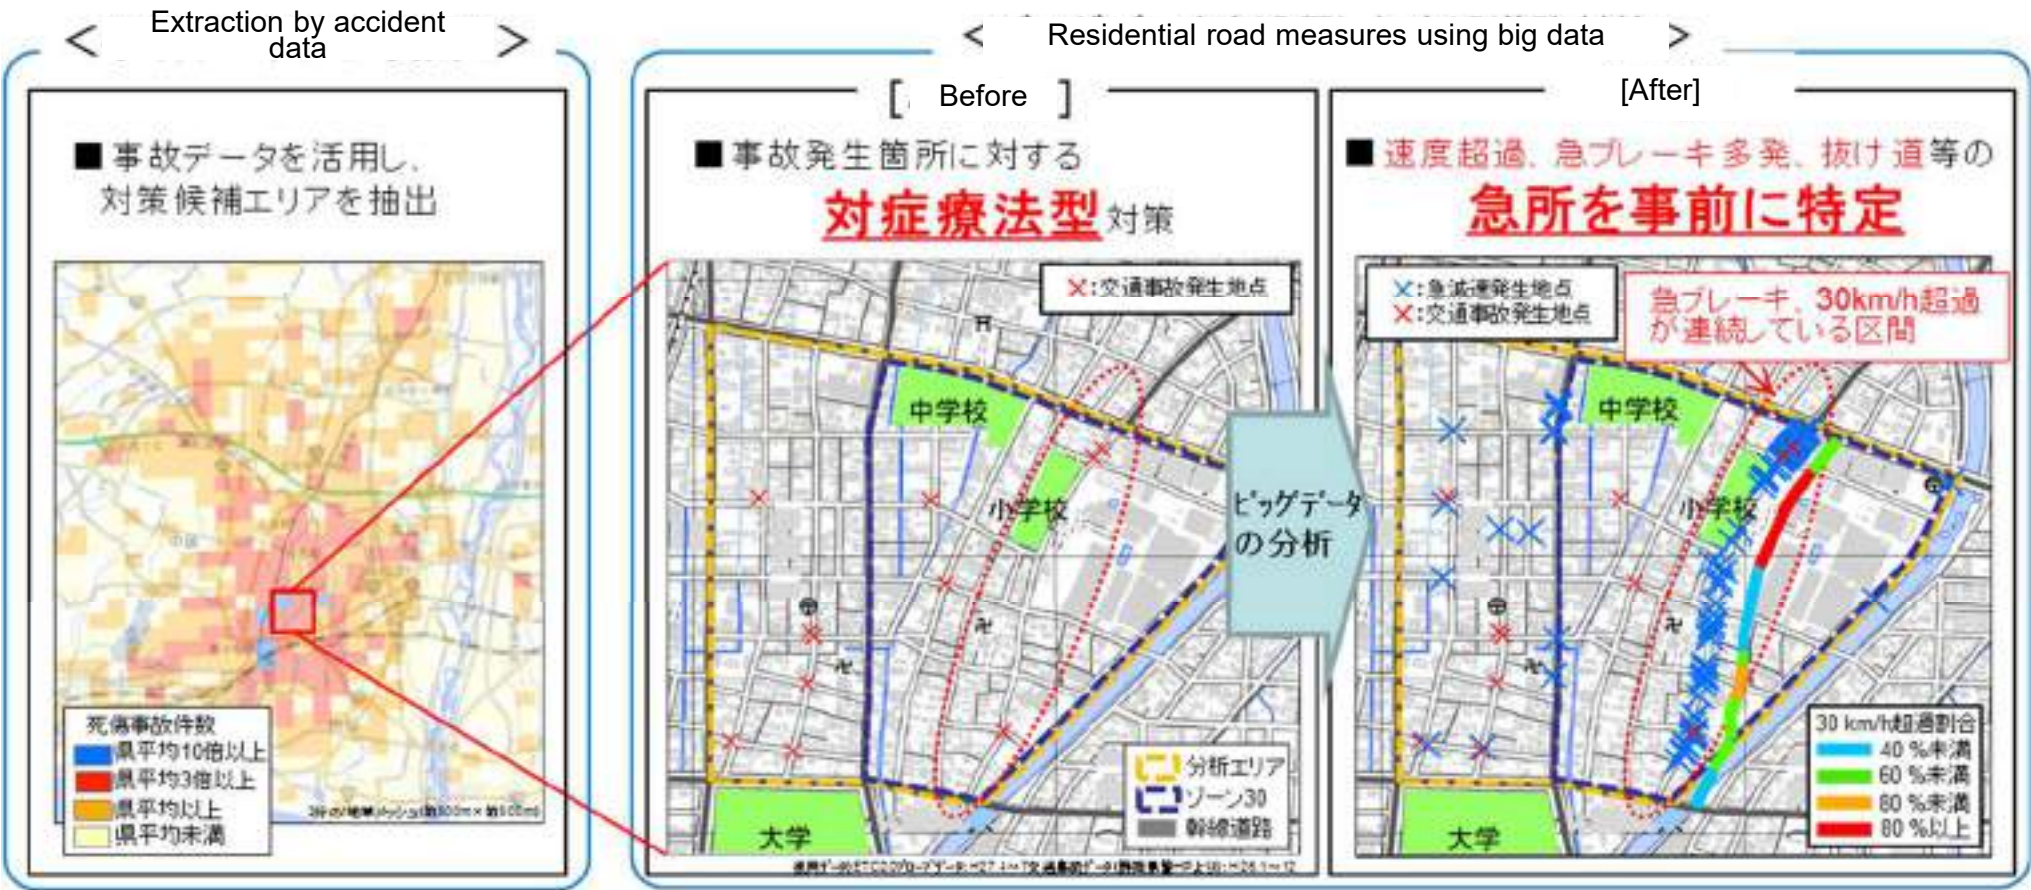 < Extraction by accident
data >
< Residential road measures using big data >
■事故データを活用し、
対策候補エリアを抽出
死傷事故件数
県平均10倍以上
県平均3倍以上
県平均以上
県平均未満
[ Before ]
■事故発生箇所に対する
対症療法型対策
×:交通事故発生地点
中学校
小学校
大学
分析エリア
ゾーン30
幹線道路
ビッグデータ
の分析
[After]
■速度超過、急ブレーキ多発、抜け道等の
急所を事前に特定
×:急減速発生地点
×:交通事故発生地点
急ブレーキ、30km/h超過
が連続している区間
中学校
小学校
大学
30 km/h超過割合
40 %未満
60 %未満
80 %未満
80 %以上